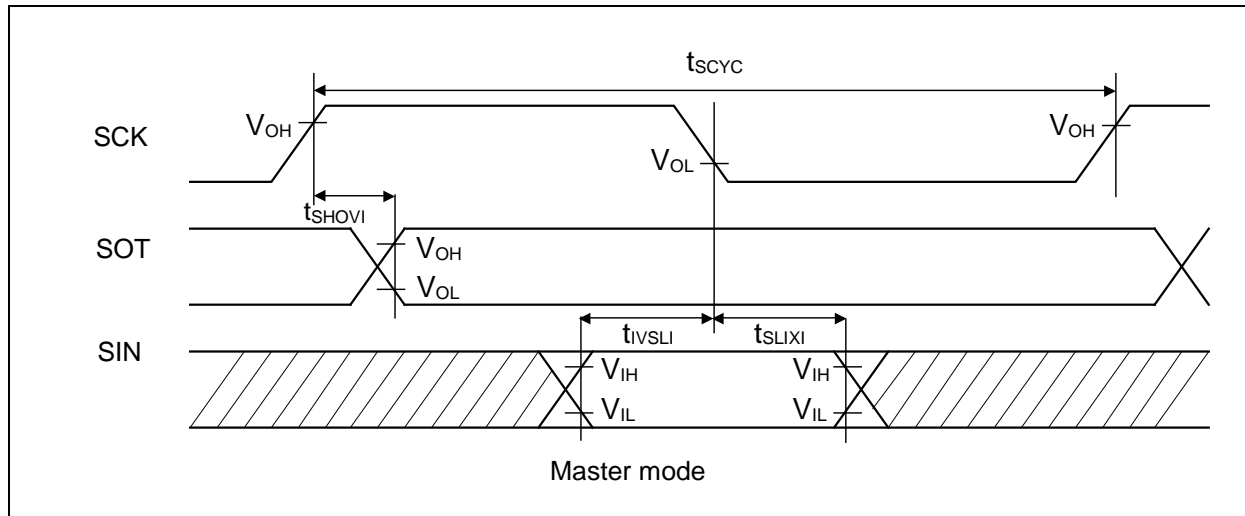 tSCYC
SCK
VOH
VOL
VOH
tSHOVI
SOT
VOH
VOL
tIVSLI
tSLIXI
SIN
VIH
VIL
VIH
VIL
Master mode